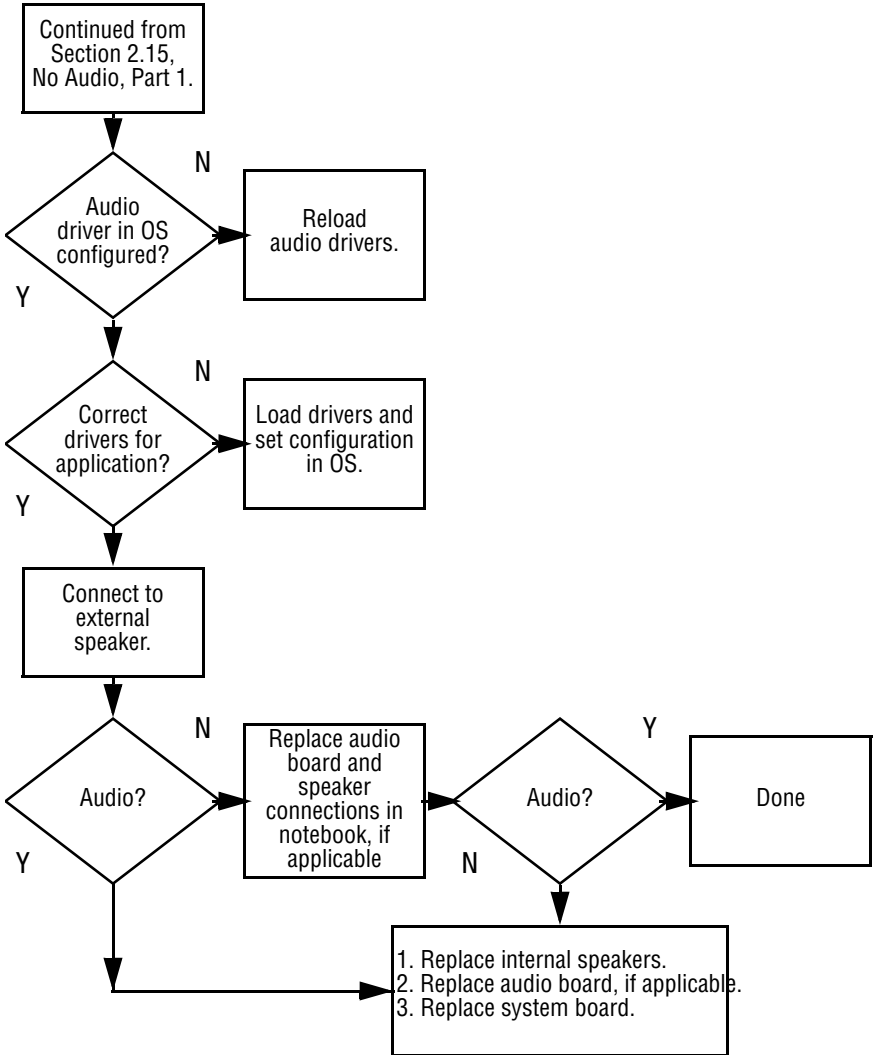 Continued from
Section 2.15,
No Audio, Part 1.
N
Audio
driver in OS
configured?
Reload
audio drivers.
Y
N
Correct
drivers for
application?
Load drivers and
set configuration
in OS.
Y
Connect to
external
speaker.
N
Audio?
Y
Replace audio
board and
speaker
connections in
notebook, if
applicable
Audio?
Y
Done
N
1. Replace internal speakers.
2. Replace audio board, if applicable.
3. Replace system board.